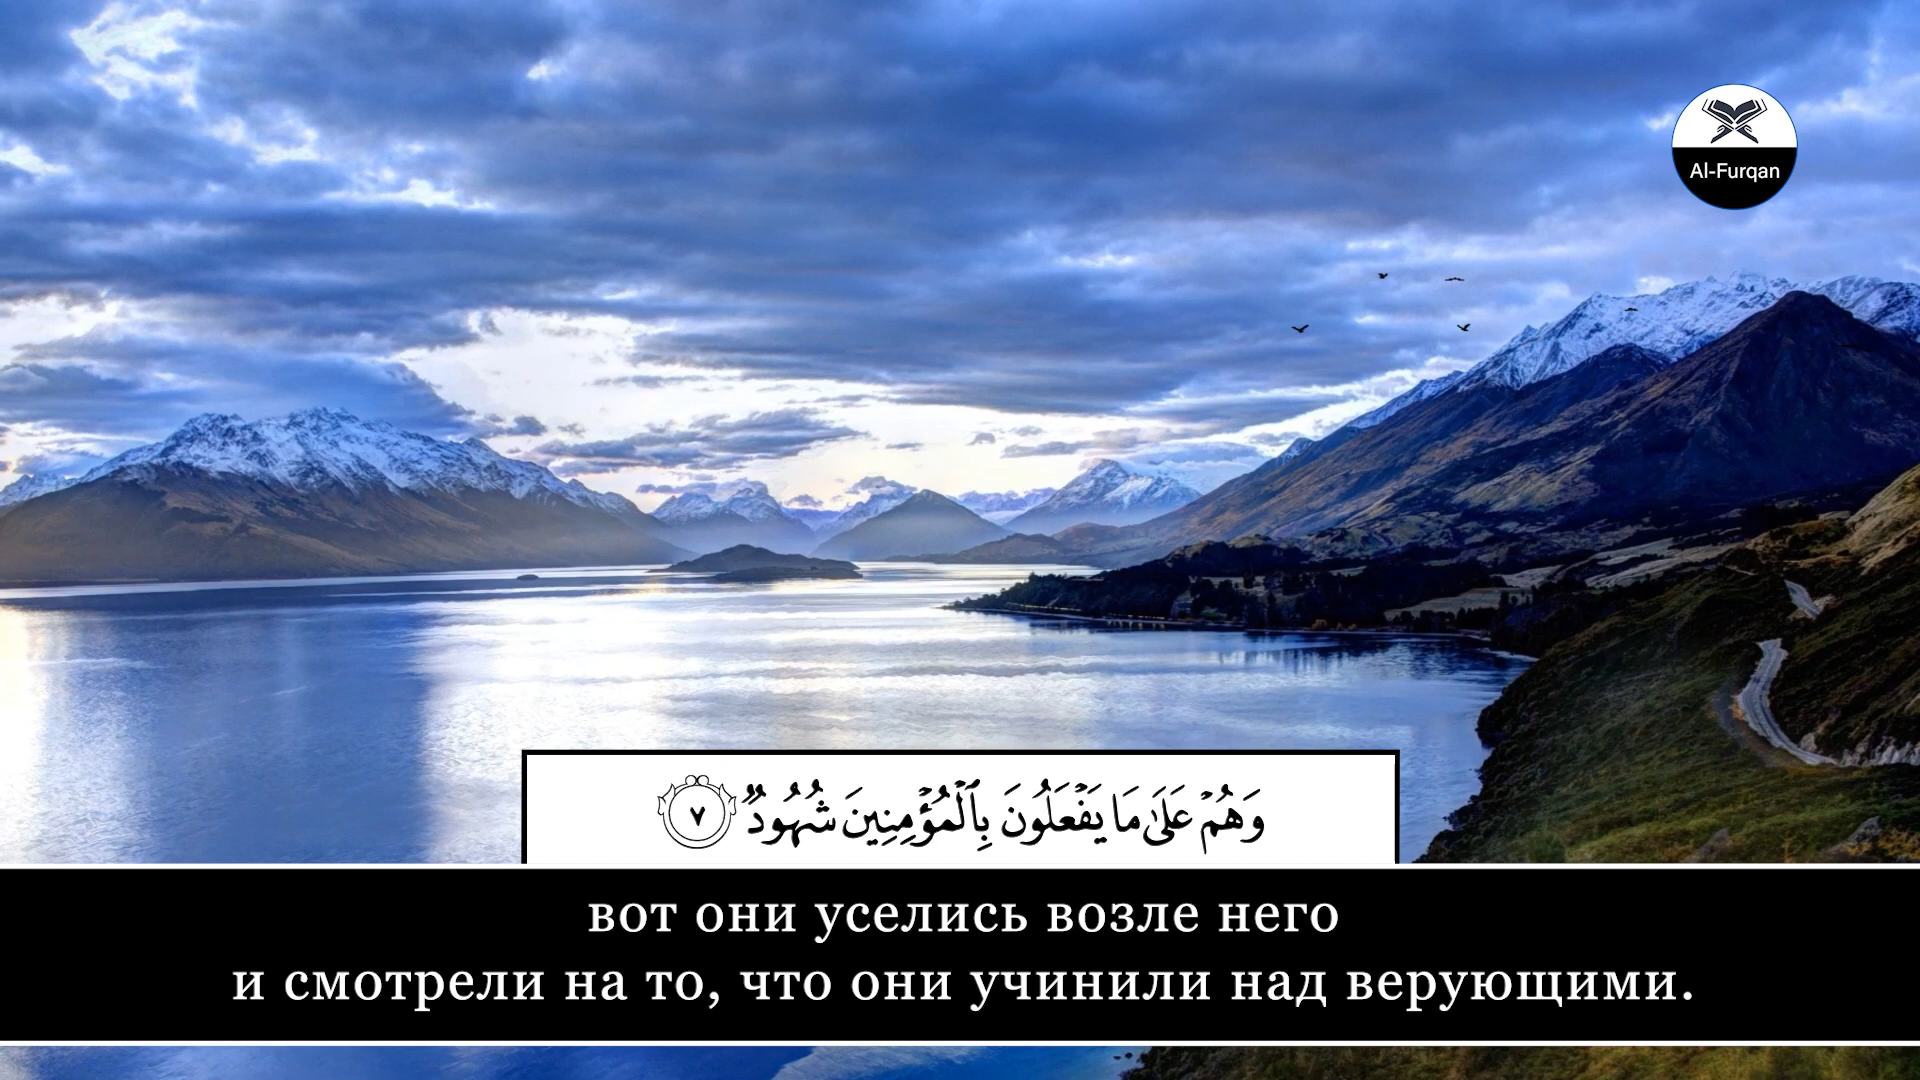 Al-Furqan
وَهُمْ عَلَىٰ مَا يَفْعَلُونَ بِٱلْمُؤْمِنِينَ شُهُودٌ ٧
вот они уселись возле него
и смотрели на то, что они учинили над верующими.